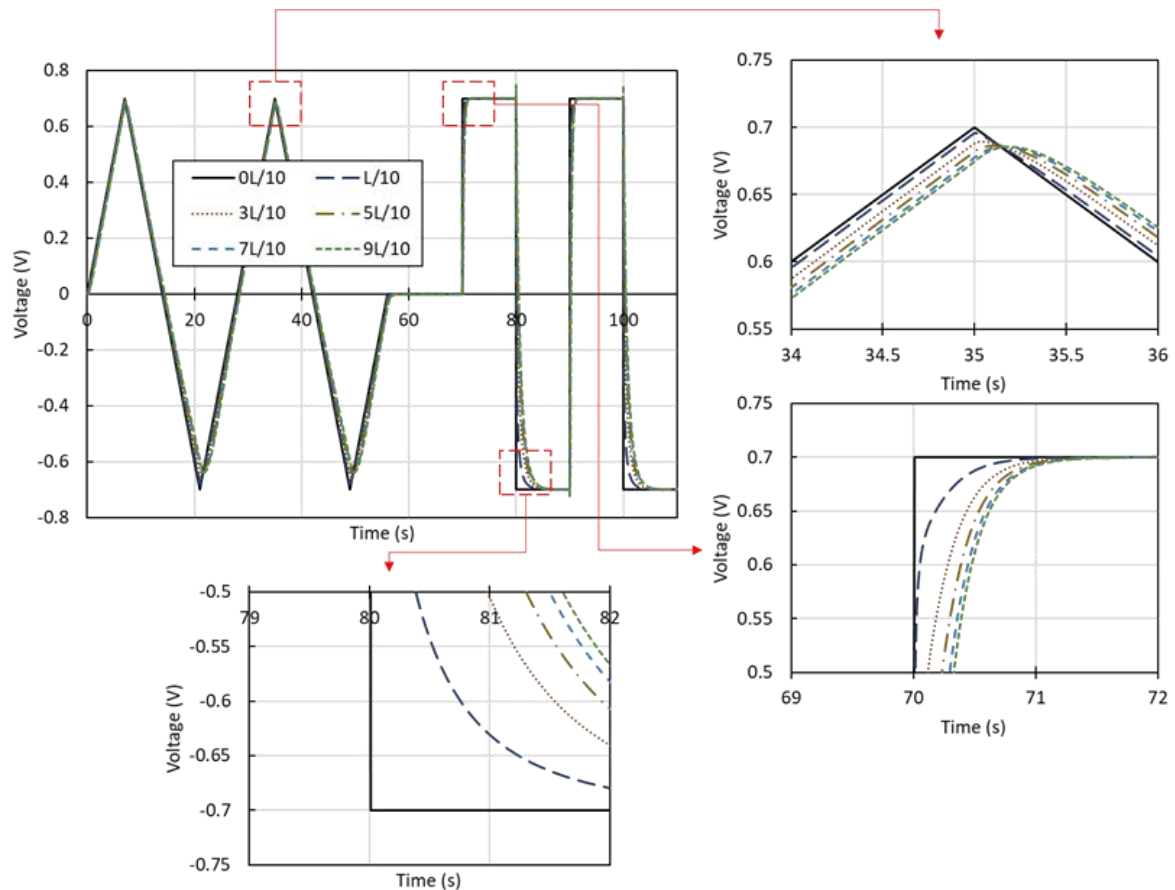 0.8
0.6
0.4
0.2
0
-0.2
-0.4
-0.6
-0.8
Voltage (V)
0 20 40 60 80 100
Time (s)
0L/10 L/10
3L/10 5L/10
7L/10 9L/10
0.75
0.7
0.65
0.6
0.55
Voltage (V)
34 34.5 35 35.5 36
Time (s)
0.75
0.7
0.65
0.6
0.55
0.5
Voltage (V)
69 70 71 72
Time (s)
-0.5
-0.55
-0.6
-0.65
-0.7
-0.75
Voltage (V)
79 80 81 82
Time (s)